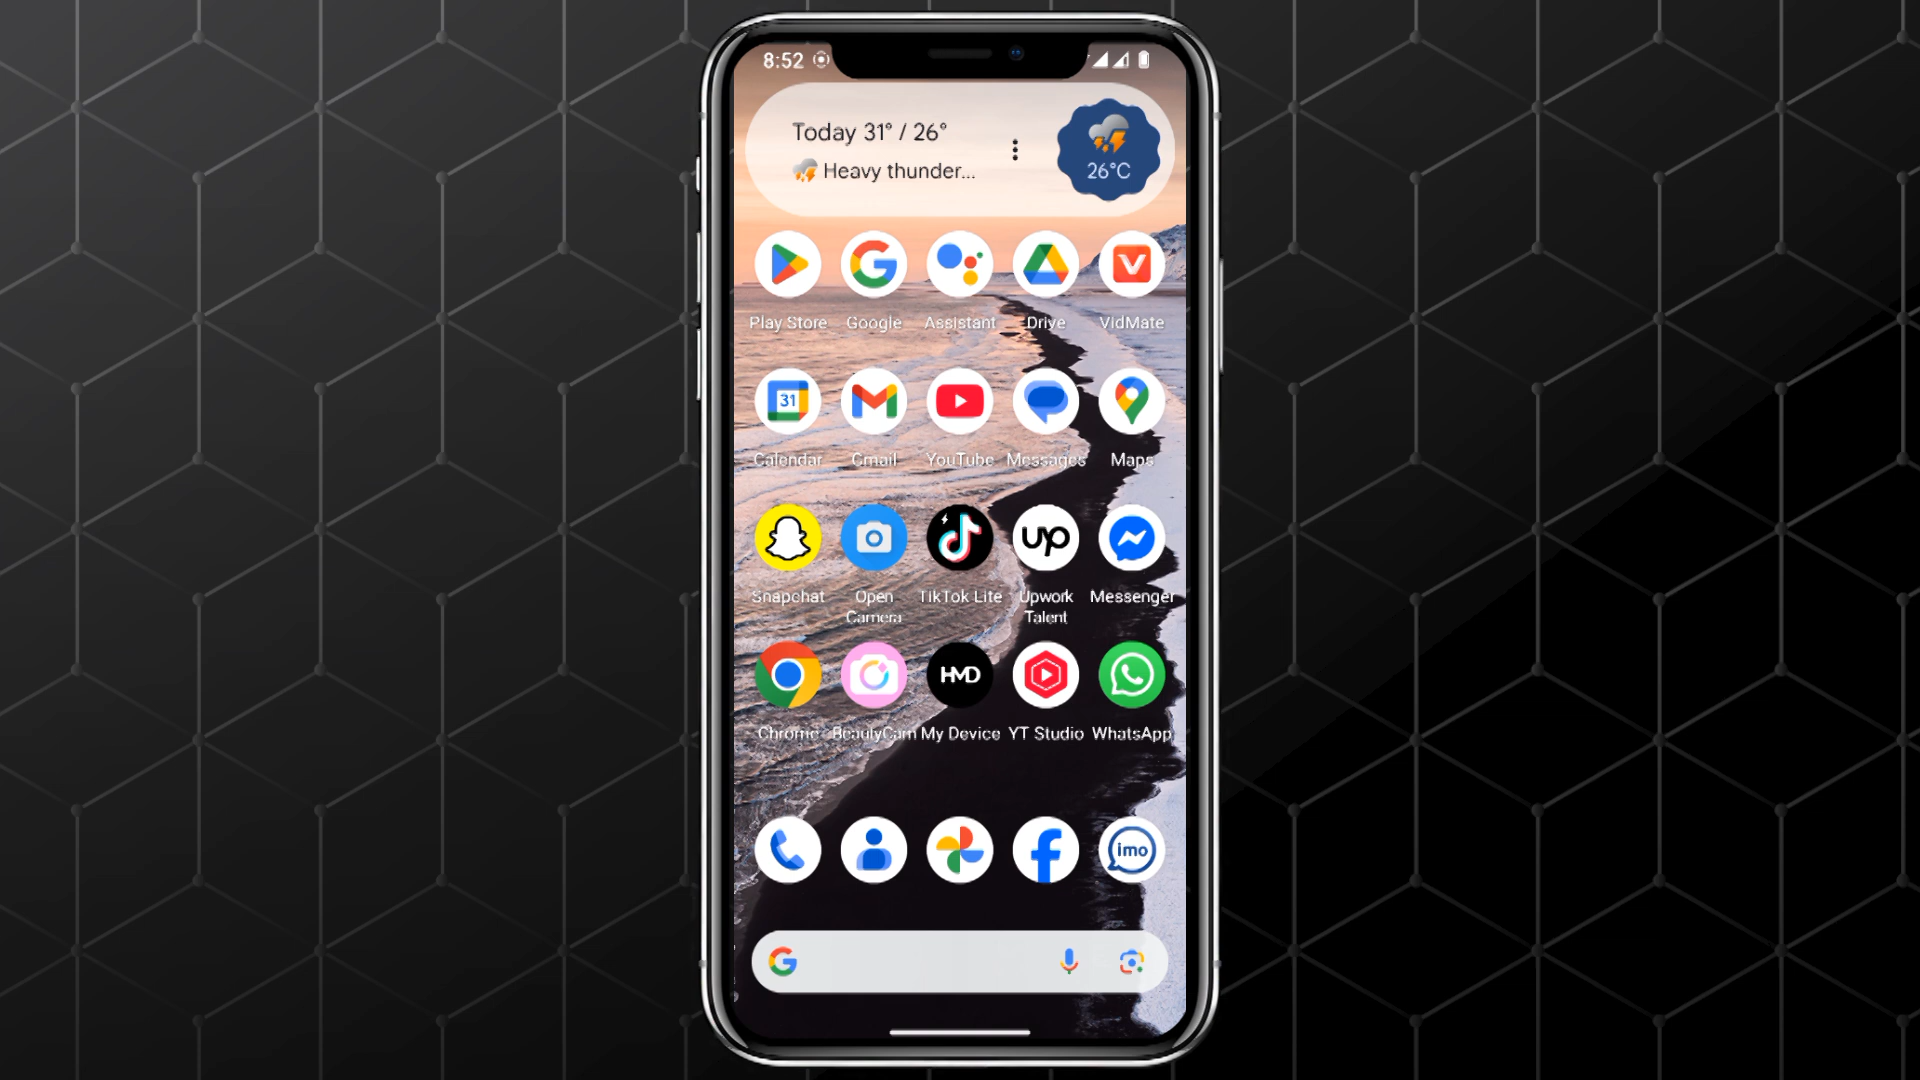 8:52
Today 31° / 26°
Heavy thunder...
26°C
Play Store Google Assistant Drive VidMate
31
Calendar Gmail YouTube Messages Maps
up
Snapchat Open Camera TikTok Lite Upwork Talent Messenger
HMD
Chrome BeautyCam My Device YT Studio WhatsApp
imo